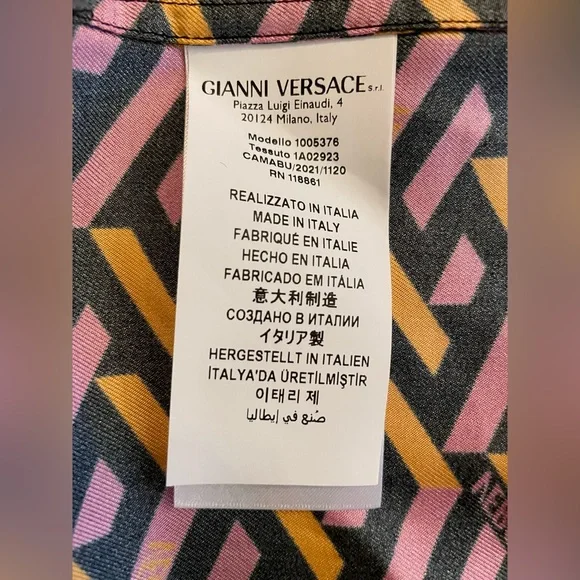 GIANNI VERSACE S.r.l.
Piazza Luigi Einaudi, 4
20124 Milano, Italy
Modello 1005376
Tessuto 1A02923
CAMABU/2021/1120
RN 118861
REALIZZATO IN ITALIA
MADE IN ITALY
FABRIQUÉ EN ITALIE
HECHO EN ITALIA
FABRICADO EM ITÁLIA
意大利制造
СОЗДАНО В ИТАЛИИ
イタリア製
HERGESTELLT IN ITALIEN
İTALYA'DA ÜRETİLMİŞTİR
이태리 제
صُنع في إيطاليا